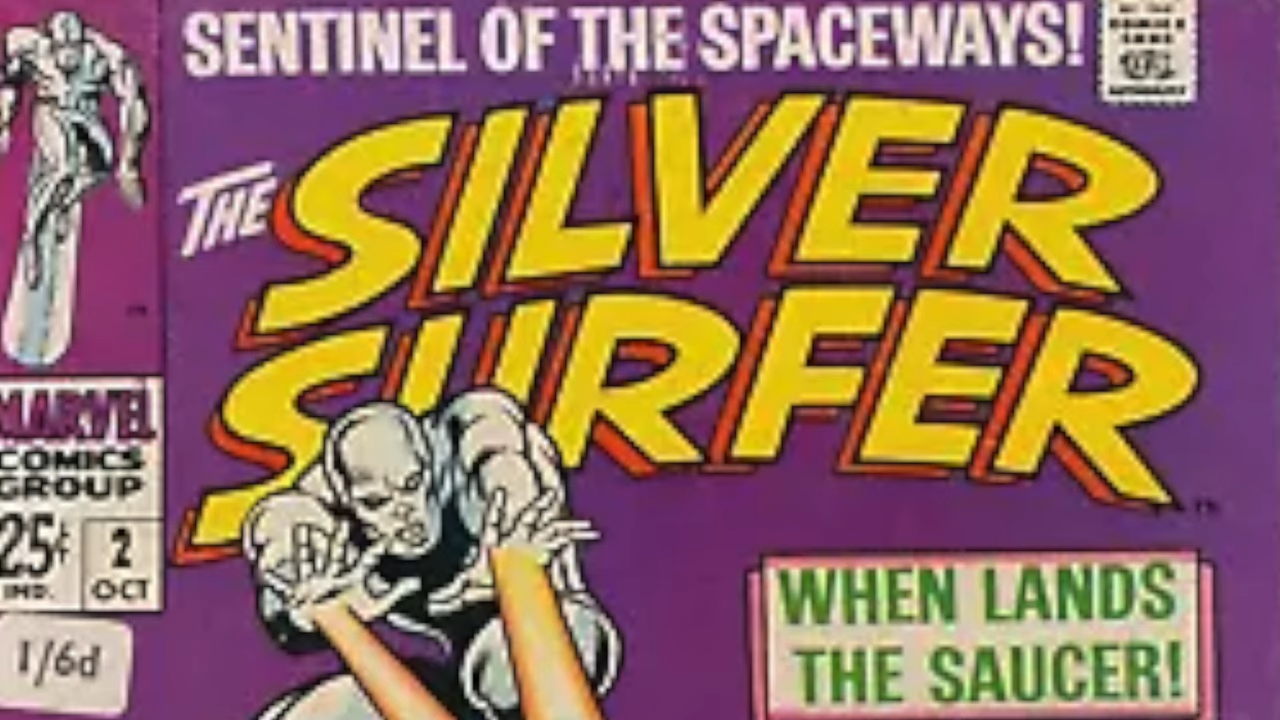 SENTINEL OF THE SPACEWAYS!
THE
SILVER
SURFER
MARVEL
COMICS
GROUP
25¢
IND.
2
OCT
1/6d
WHEN LANDS
THE SAUCER!